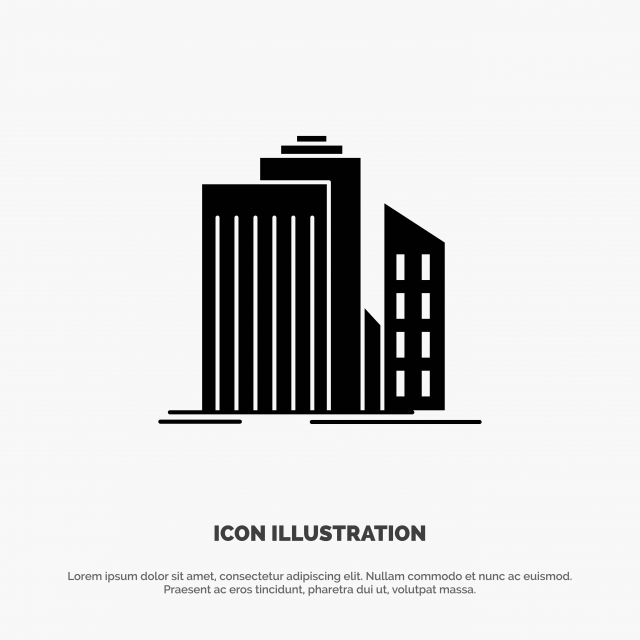 ICON ILLUSTRATION
Lorem ipsum dolor sit amet, consectetur adipiscing elit. Nullam commodo et nunc ac euismod.
Praesent ac eros tincidunt, pharetra dui ut, volutpat massa.